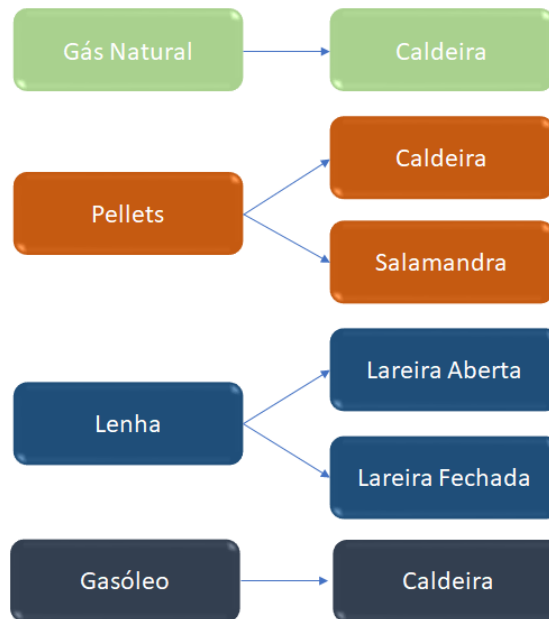 Gás Natural
Caldeira
Pellets
Caldeira
Salamandra
Lenha
Lareira Aberta
Lareira Fechada
Gasóleo
Caldeira